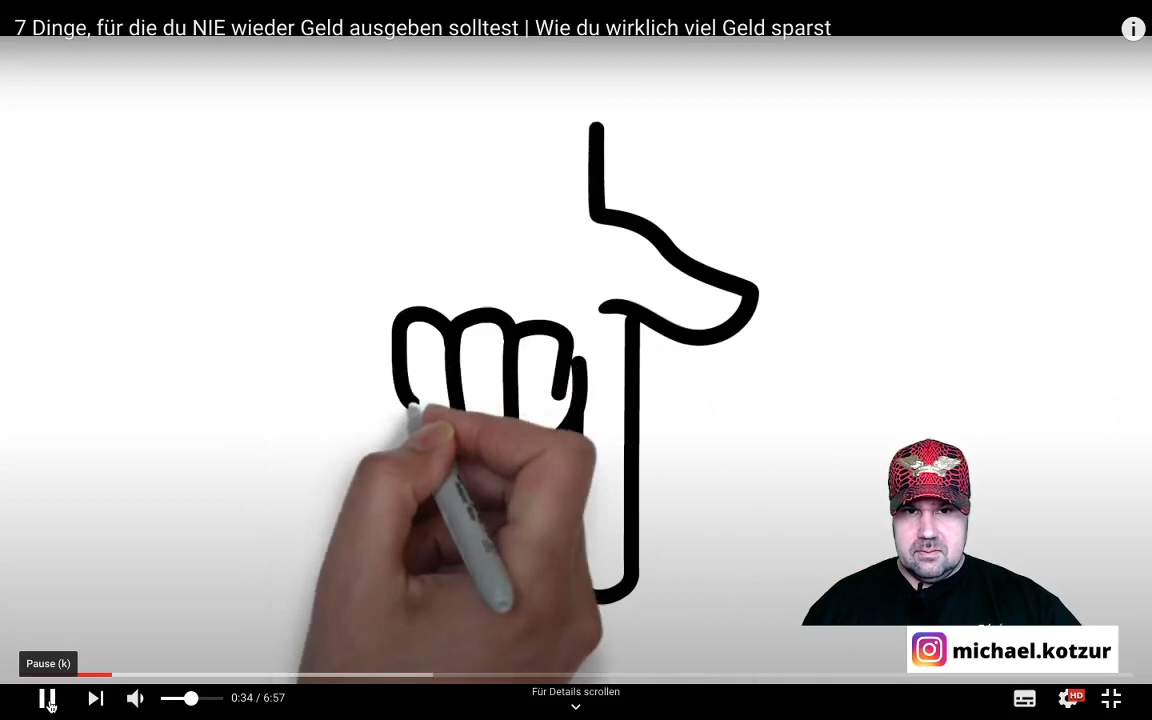 7 Dinge, für die du NIE wieder Geld ausgeben solltest | Wie du wirklich viel Geld sparst
michael.kotzur
Pause (k)
0:34 / 6:57
Für Details scrollen
HD